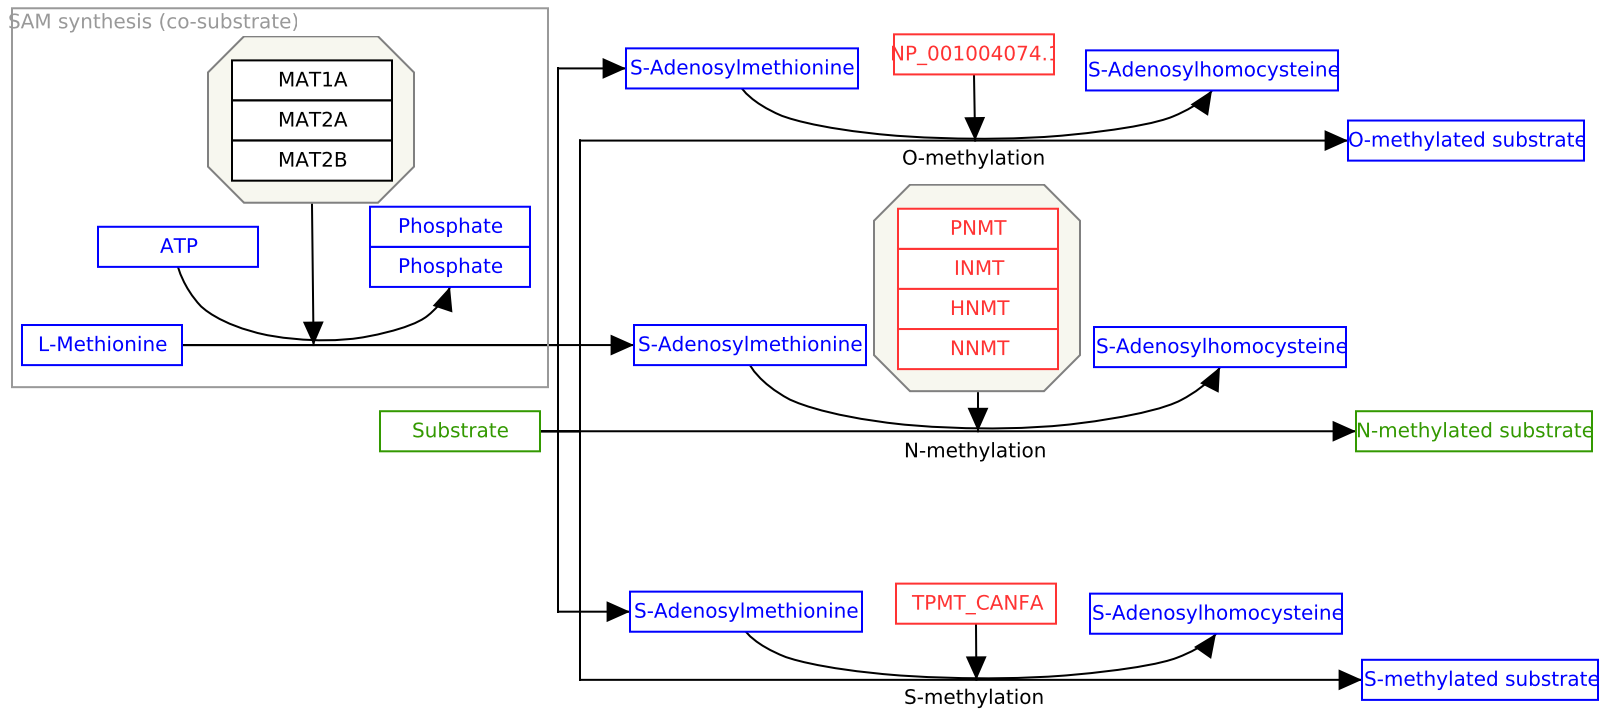 SAM synthesis (co-substrate)
MAT1A
MAT2A
MAT2B
ATP
Phosphate
Phosphate
L-Methionine
Substrate
S-Adenosylmethionine
NP_001004074.1
S-Adenosylhomocysteine
O-methylated substrate
O-methylation
PNMT
INMT
HNMT
NNMT
S-Adenosylmethionine
S-Adenosylhomocysteine
N-methylated substrate
N-methylation
S-Adenosylmethionine
TPMT_CANFA
S-Adenosylhomocysteine
S-methylated substrate
S-methylation